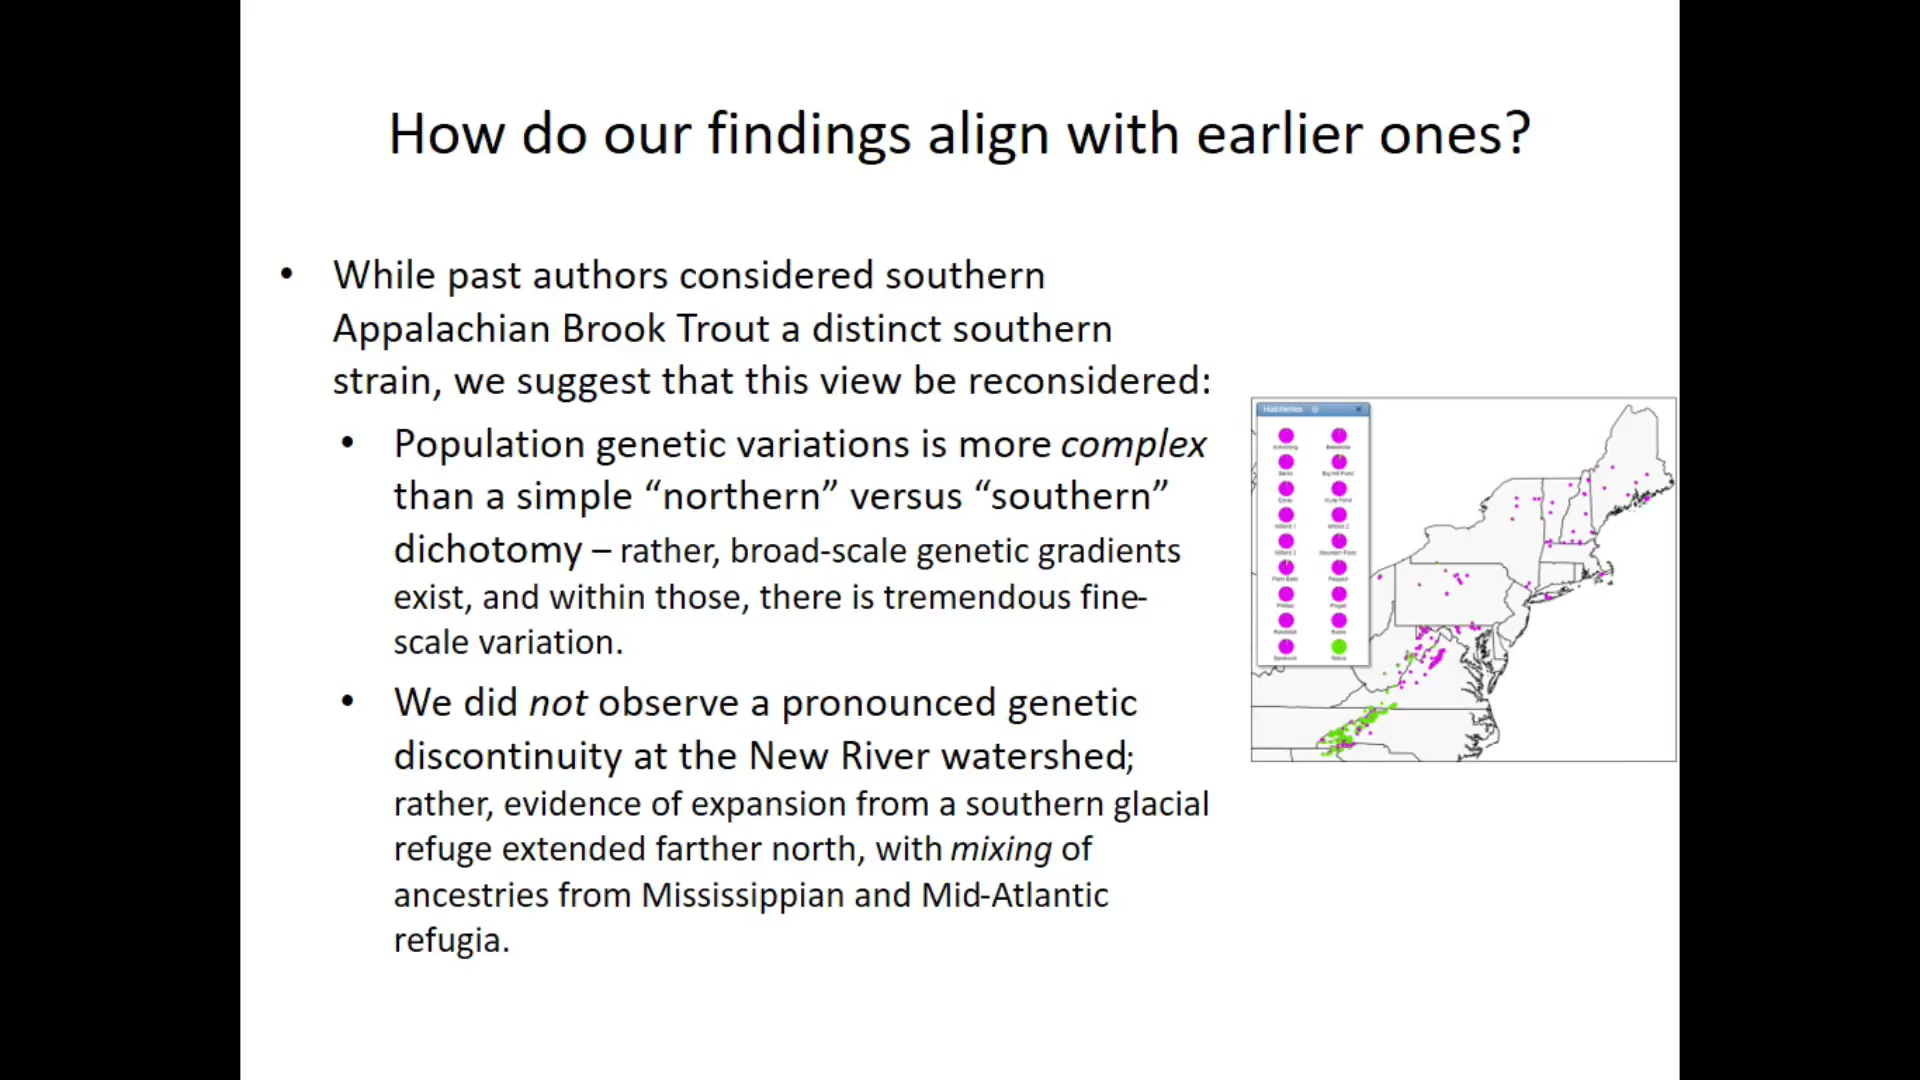 How do our findings align with earlier ones?
• While past authors considered southern
Appalachian Brook Trout a distinct southern
strain, we suggest that this view be reconsidered:
• Population genetic variations is more complex
than a simple “northern” versus “southern”
dichotomy – rather, broad-scale genetic gradients
exist, and within those, there is tremendous fine-
scale variation.
• We did not observe a pronounced genetic
discontinuity at the New River watershed;
rather, evidence of expansion from a southern glacial
refuge extended farther north, with mixing of
ancestries from Mississippian and Mid-Atlantic
refugia.
Hatcheries